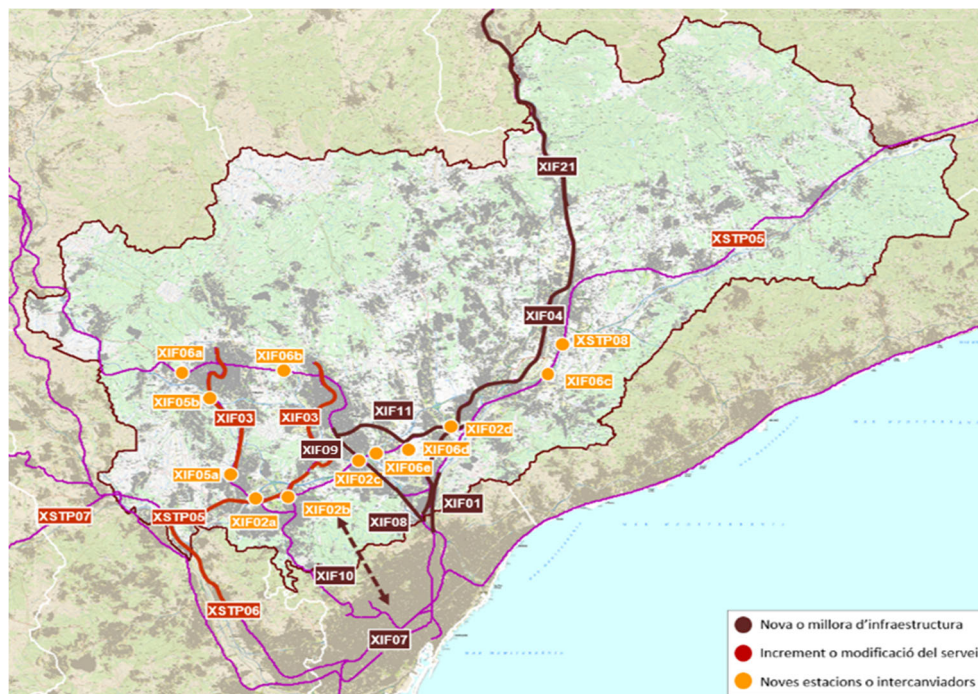 XIF21
XSTP05
XIF04
XSTP08
XIF06a
XIF06b
XIF06c
XIF05b
XIF03
XIF03
XIF11
XIF02d
XIF09
XIF06d
XIF06e
XIF05a
XIF02c
XIF01
XSTP07
XSTP05
XIF02a
XIF02b
XIF08
XIF10
XSTP06
XIF07
Nova o millora d'infraestructura
Increment o modificació del servei
Noves estacions o intercanviadors